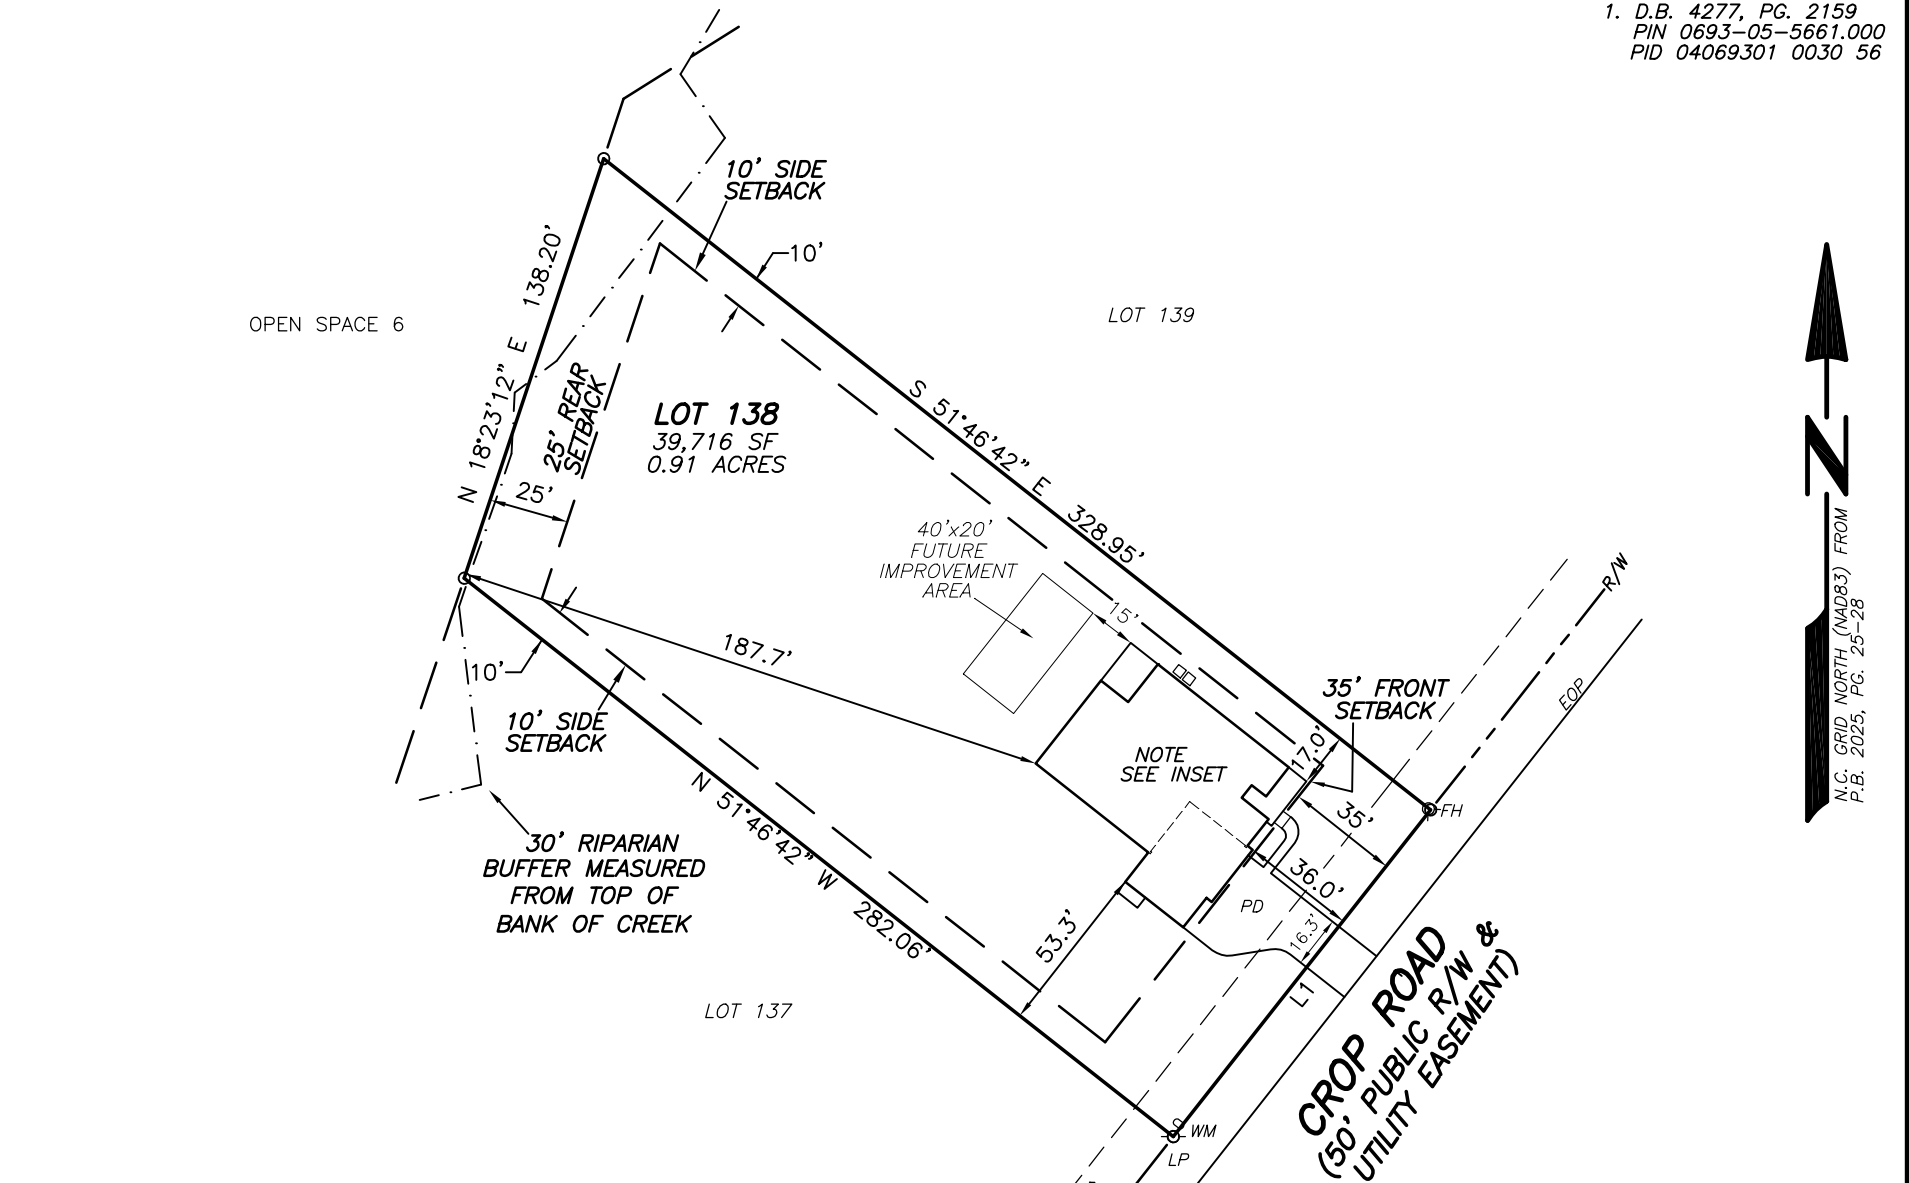 1. D.B. 4277, PG. 2159
PIN 0693-05-5661.000
PID 04069301 0030 56
10' SIDE
SETBACK
10'
N 18°23'12" E 138.20'
OPEN SPACE 6
LOT 139
25' REAR
SETBACK
LOT 138
39,716 SF
0.91 ACRES
S 51°46'42" E 328.95'
25'
40'x20'
FUTURE
IMPROVEMENT
AREA
15'
R/W
EOP
N
N.C. GRID NORTH (NAD83) FROM
P.B. 2025, PG. 25-28
187.7'
10'
10' SIDE
SETBACK
35' FRONT
SETBACK
17.0'
NOTE
SEE INSET
35'
FH
N 51°46'42" W 282.06'
30' RIPARIAN
BUFFER MEASURED
FROM TOP OF
BANK OF CREEK
36.0'
PD
16.3'
53.3'
L1
LOT 137
CROP ROAD
(50' PUBLIC R/W &
UTILITY EASEMENT)
WM
LP